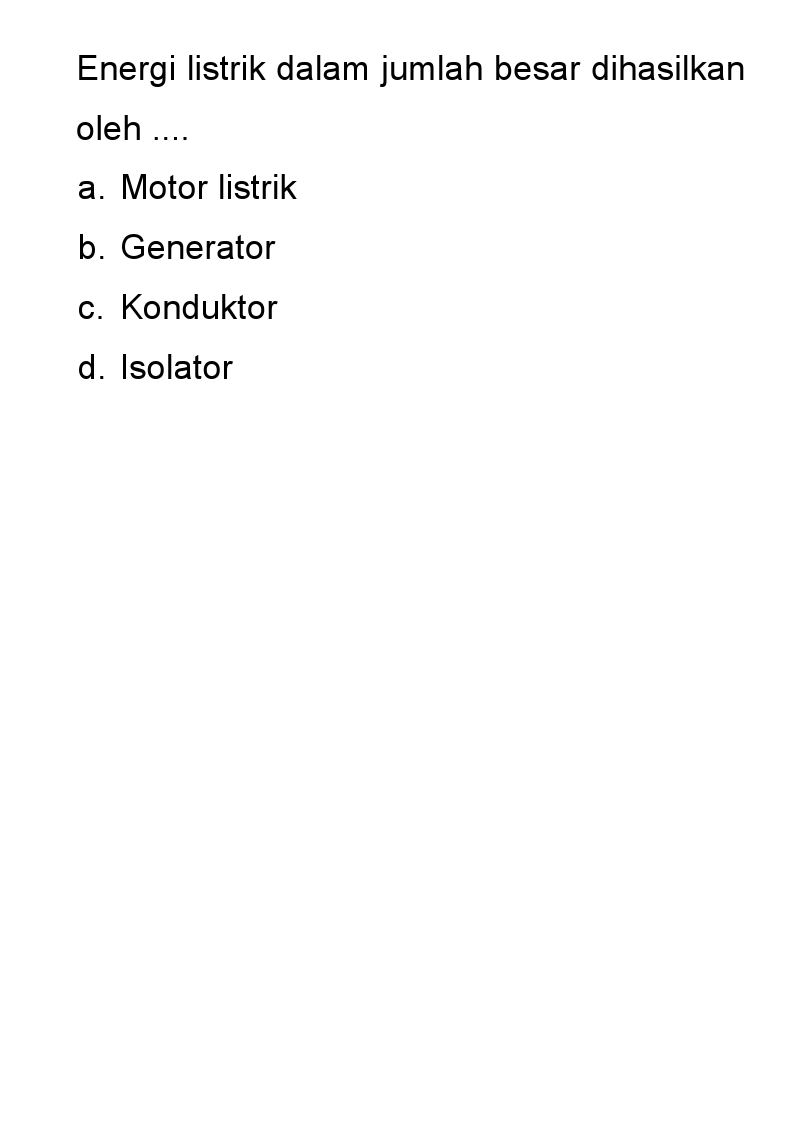 Energi listrik dalam jumlah besar dihasilkan
oleh ....
a. Motor listrik
b. Generator
c. Konduktor
d. Isolator